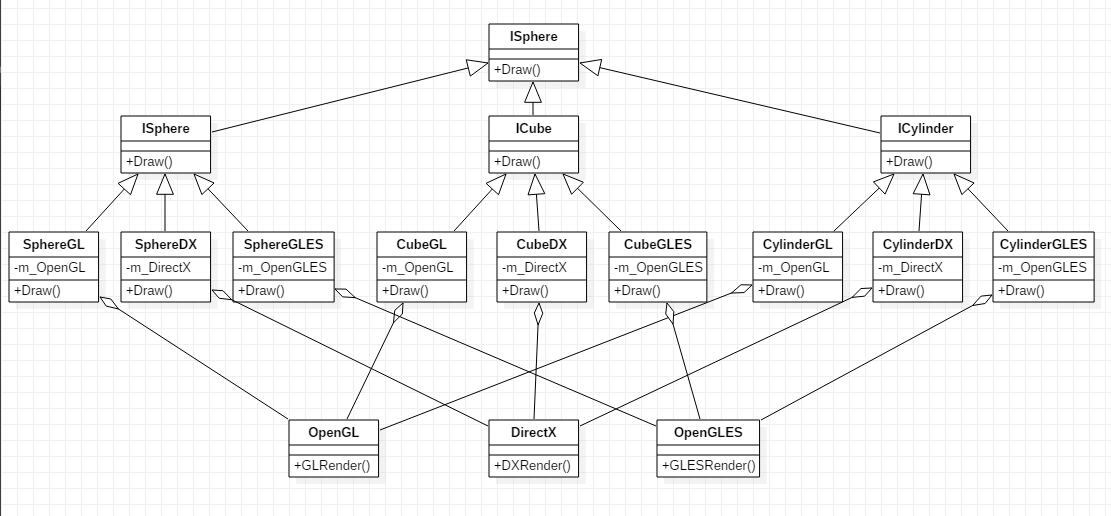 ISphere
+Draw()
ISphere
+Draw()
ICube
+Draw()
ICylinder
+Draw()
SphereGL
-m_OpenGL
+Draw()
SphereDX
-m_DirectX
+Draw()
SphereGLES
-m_OpenGLES
+Draw()
CubeGL
-m_OpenGL
+Draw()
CubeDX
-m_DirectX
+Draw()
CubeGLES
-m_OpenGLES
+Draw()
CylinderGL
-m_OpenGL
+Draw()
CylinderDX
-m_DirectX
+Draw()
CylinderGLES
-m_OpenGLES
+Draw()
OpenGL
+GLRender()
DirectX
+DXRender()
OpenGLES
+GLESRender()